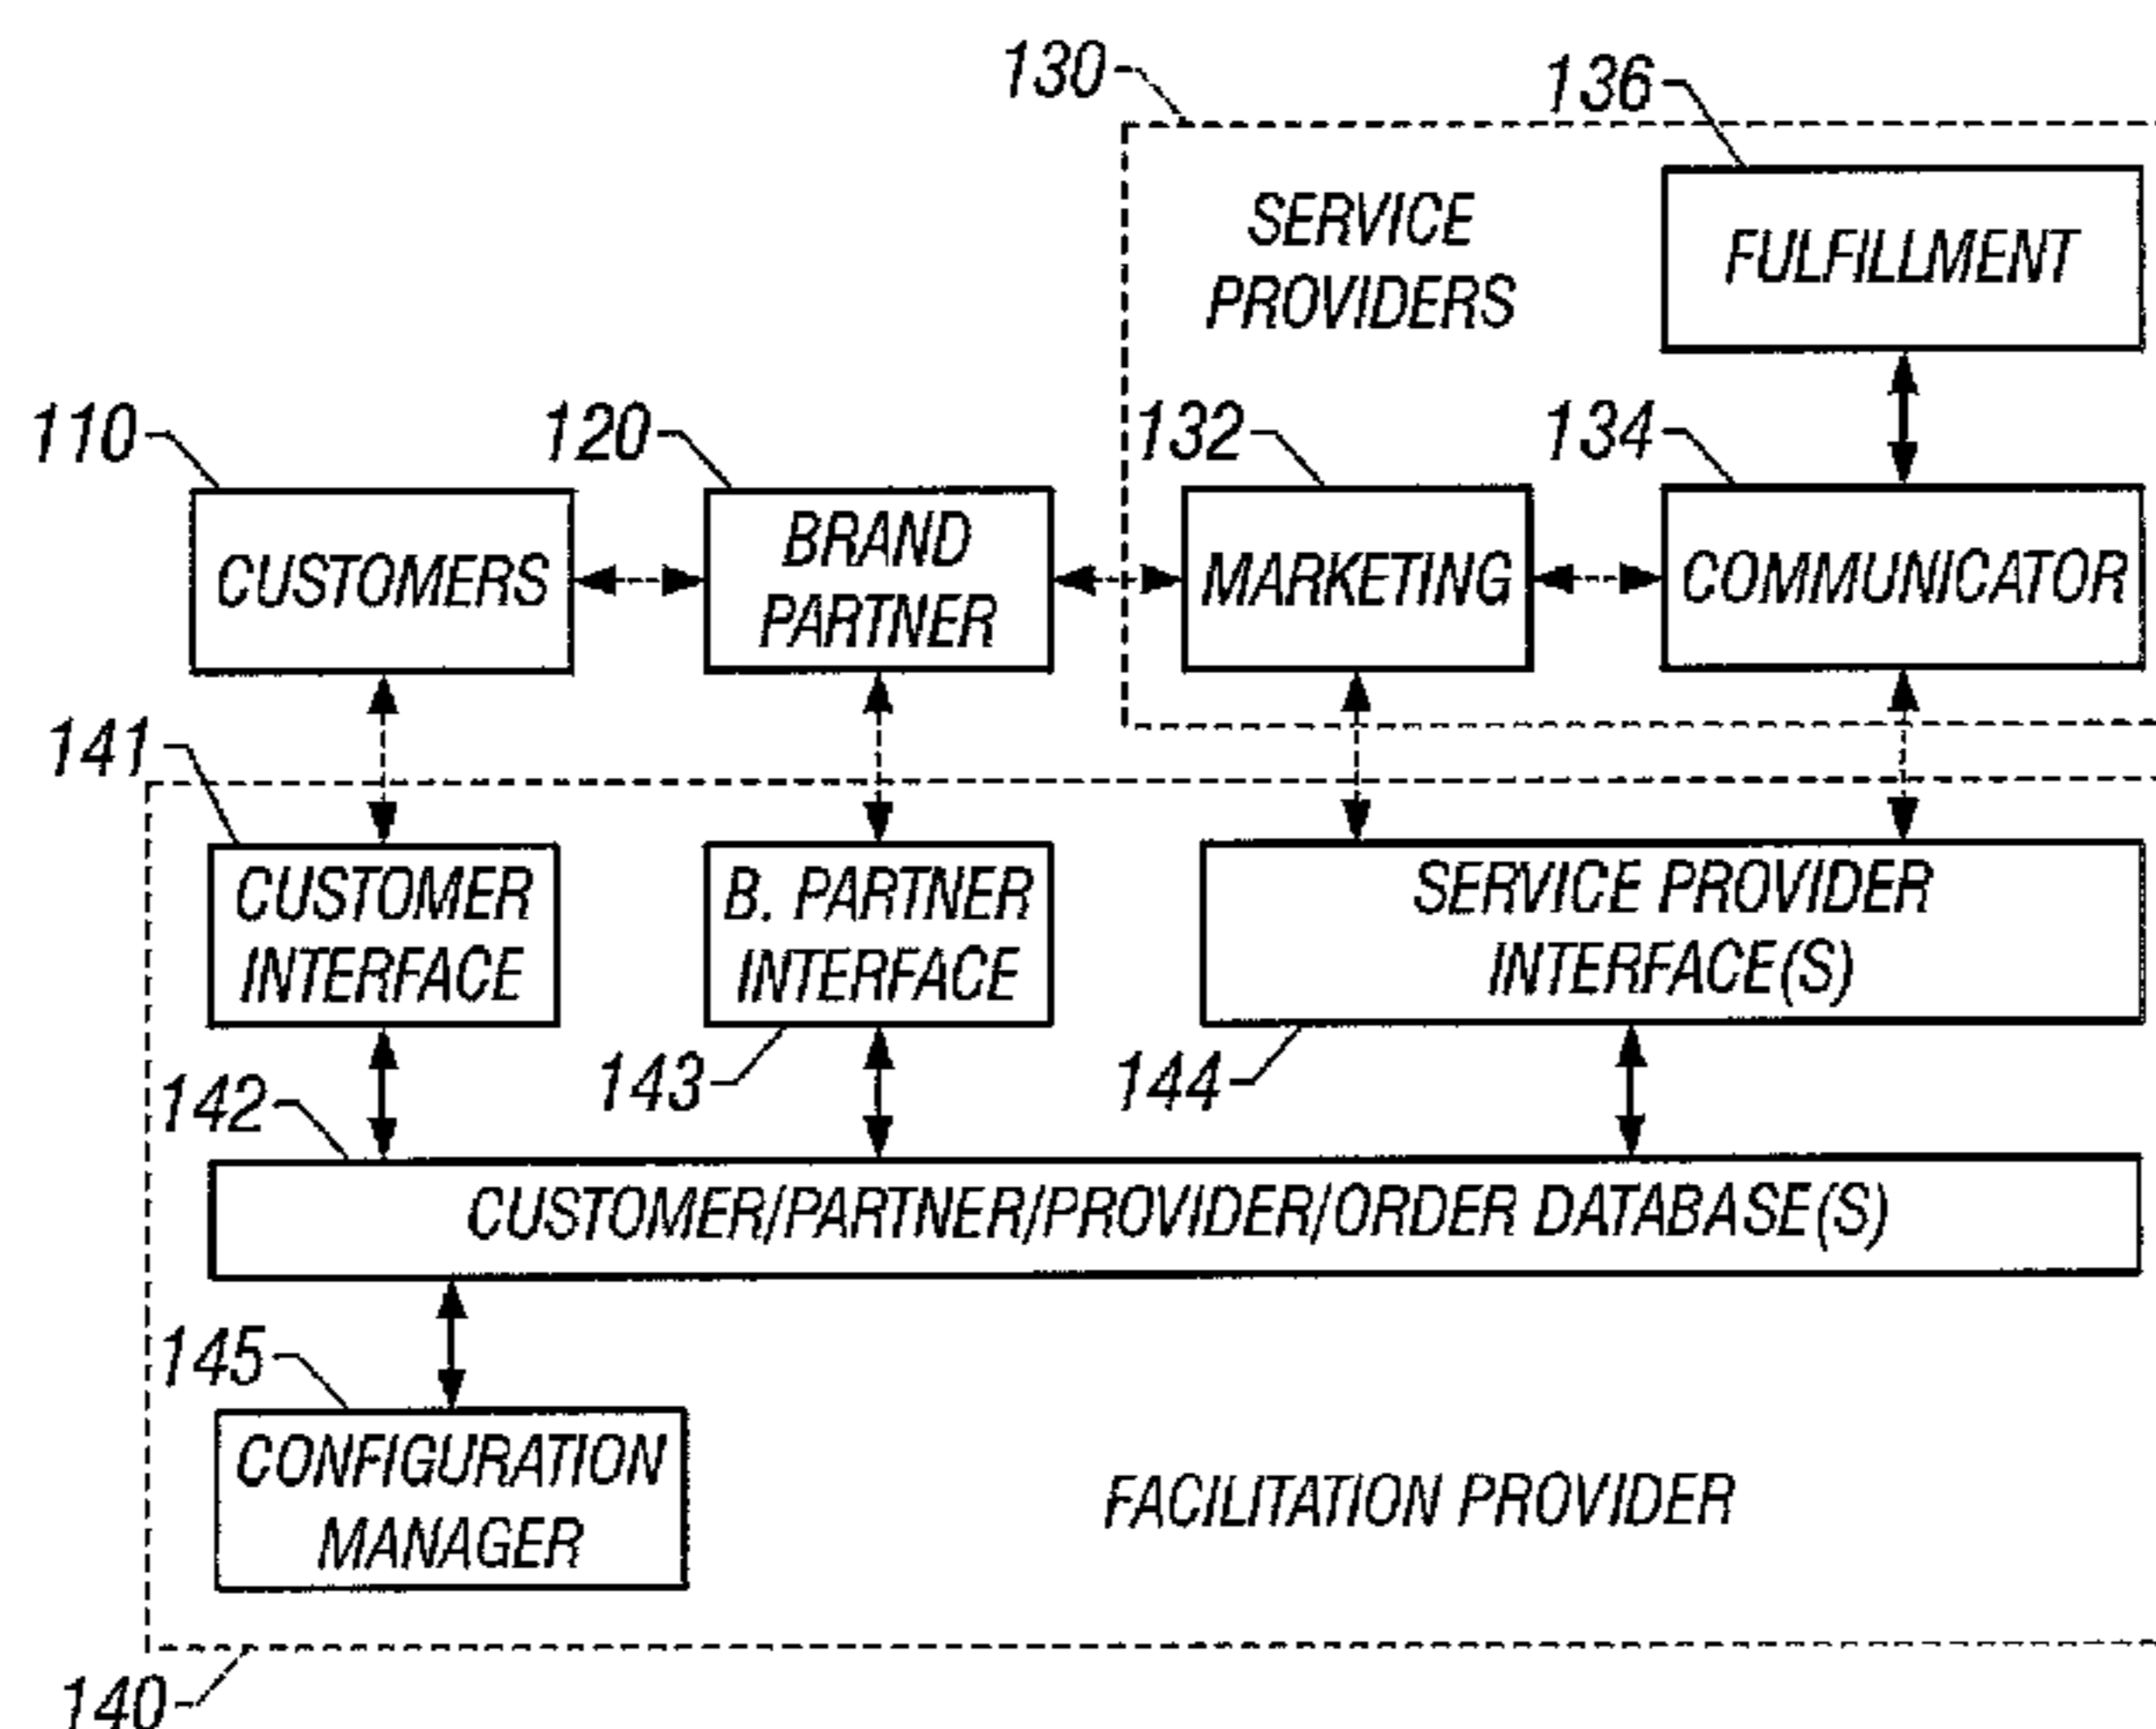 130
136
SERVICE
PROVIDERS
FULFILLMENT
110
120
132
134
CUSTOMERS
BRAND
PARTNER
MARKETING
COMMUNICATOR
141
CUSTOMER
INTERFACE
B. PARTNER
INTERFACE
SERVICE PROVIDER
INTERFACE(S)
142
143
144
CUSTOMER/PARTNER/PROVIDER/ORDER DATABASE(S)
145
CONFIGURATION
MANAGER
FACILITATION PROVIDER
140